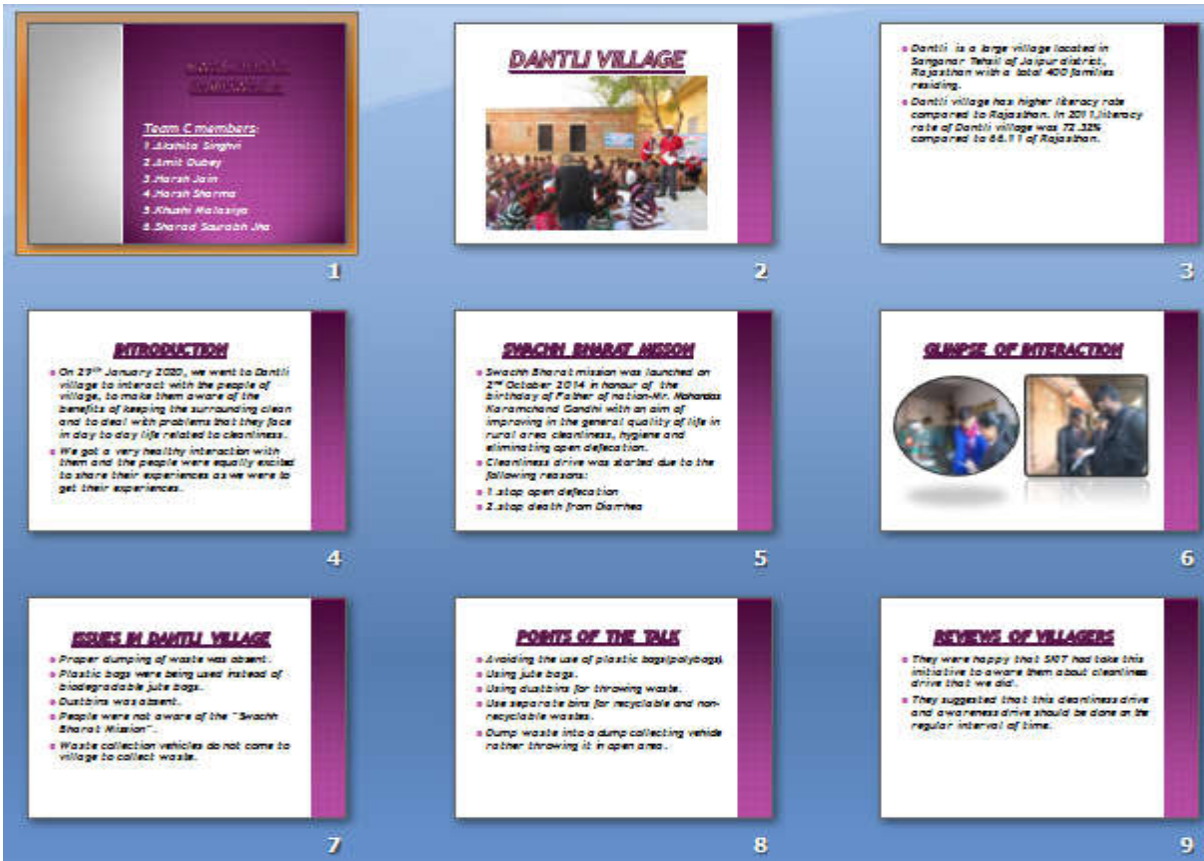 Team C members:
1.Akshita Singhvi
2.Amit Dubey
3.Harsh Jain
4.Harsh Sharma
5.Khushi Malasiya
6.Sharad Saurabh Jha
1
DANTLI VILLAGE
2
Dantli is a large village located in
Sanganar Tehsil of Jaipur district,
Rajasthan with a total 400 families
residing.
Dantli village has higher literacy rate
compared to Rajasthan. In 2011,literacy
rate of Dantli village was 72.32%
compared to 66.11 of Rajasthan.
3
INTRODUCTION
On 29th January 2020, we went to Dantli
village to interact with the people of
village, to make them aware of the
benefits of keeping the surrounding clean
and to deal with problems that they face
in day to day life related to cleanliness.
We got a very healthy interaction with
them and the people were equally excited
to share their experiences as we were to
get their experiences.
4
SWACHH BHARAT MISSON
Swachh Bharat mission was launched on
2nd October 2014 in honour of the
birthday of Father of nation-Mr. Mohandas
Karamchand Gandhi with an aim of
improving in the general quality of life in
rural area cleanliness, hygiene and
eliminating open defecation.
Cleanliness drive was started due to the
following reasons:
1.stop open defecation
2.stop death from Diarrhea
5
GLIMPSE OF INTERACTION
6
ISSUES IN DANTLI VILLAGE
Proper dumping of waste was absent.
Plastic bags were being used instead of
biodegradable jute bags.
Dustbins was absent.
People were not aware of the "Swachh
Bharat Mission".
Waste collection vehicles do not come to
village to collect waste.
7
POINTS OF THE TALK
Avoiding the use of plastic bags(polybags)
Using jute bags.
Using dustbins for throwing waste.
Use separate bins for recyclable and non-
recyclable wastes.
Dump waste into a dump collecting vehicle
rather throwing it in open area.
8
REVIEWS OF VILLAGERS
They were happy that SKIT had take this
initiative to aware them about cleanliness
drive that we did.
They suggested that this cleanliness drive
and awareness drive should be done on the
regular interval of time.
9